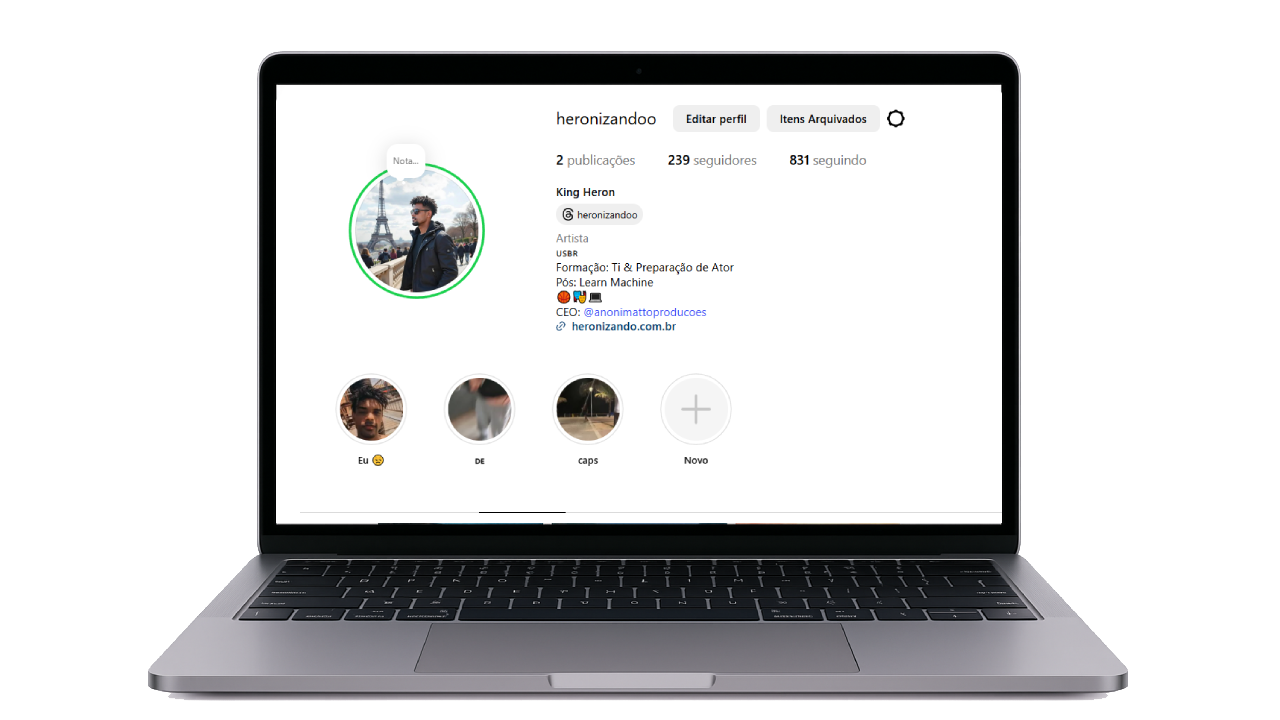 heronizandoo Editar perfil Itens Arquivados
Nota...
2 publicações 239 seguidores 831 seguindo
King Heron
heronizandoo
Artista
USBR
Formação: Ti & Preparação de Ator
Pós: Learn Machine
🏀🎭💻
CEO: @anonimattoproducoes
heronizando.com.br
Eu 😔 DE caps Novo